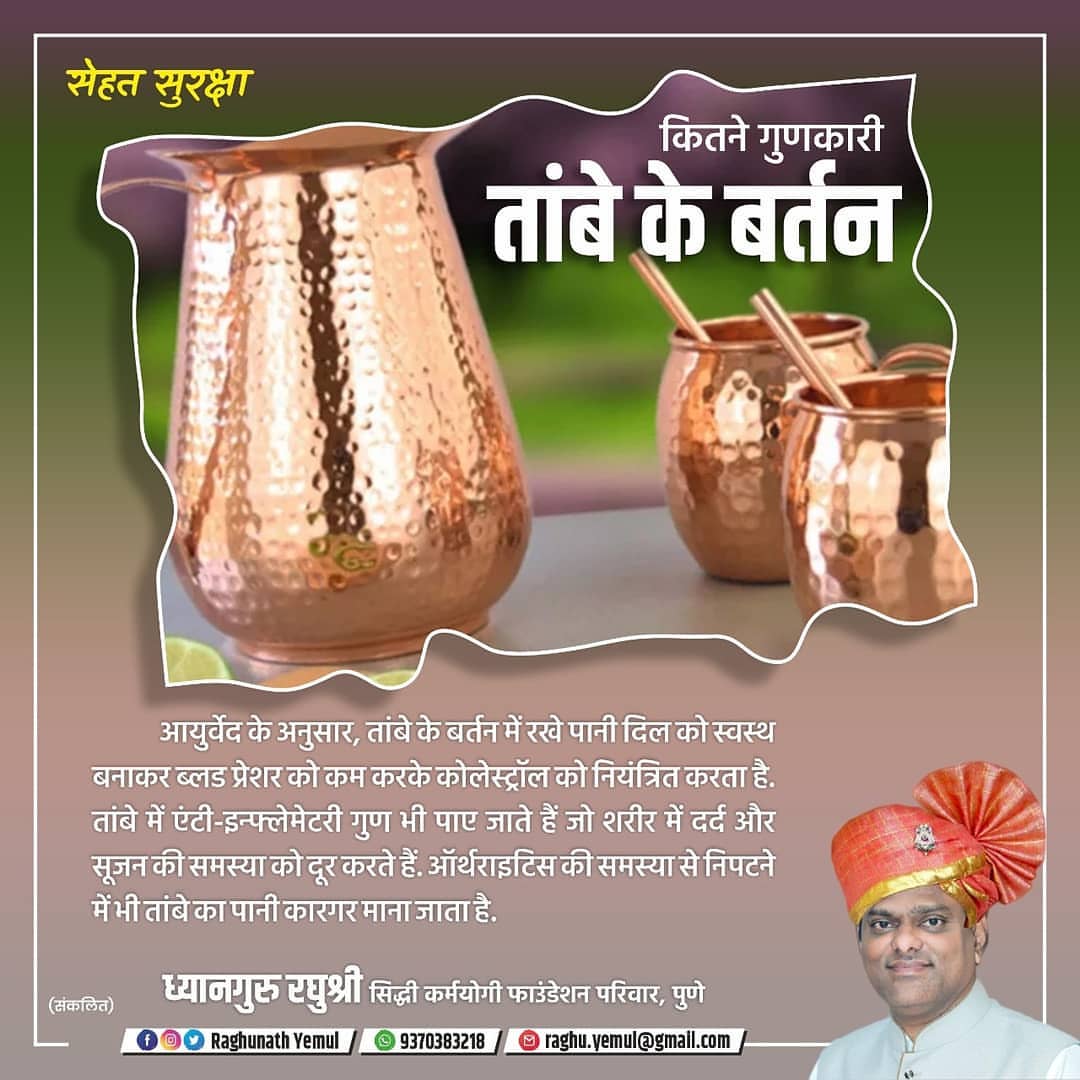 सेहत सुरक्षा
कितने गुणकारी
तांबे के बर्तन
आयुर्वेद के अनुसार, तांबे के बर्तन में रखे पानी दिल को स्वस्थ
बनाकर ब्लड प्रेशर को कम करके कोलेस्ट्रॉल को नियंत्रित करता है.
तांबे में एंटी-इन्फ्लेमेटरी गुण भी पाए जाते हैं जो शरीर में दर्द और
सूजन की समस्या को दूर करते हैं. ऑर्थराइटिस की समस्या से निपटने
में भी तांबे का पानी कारगर माना जाता है.
ध्यानगुरु रघुश्री सिद्धी कर्मयोगी फाउंडेशन परिवार, पुणे
(संकलित)
Raghunath Yemul / 9370383218 / raghu.yemul@gmail.com